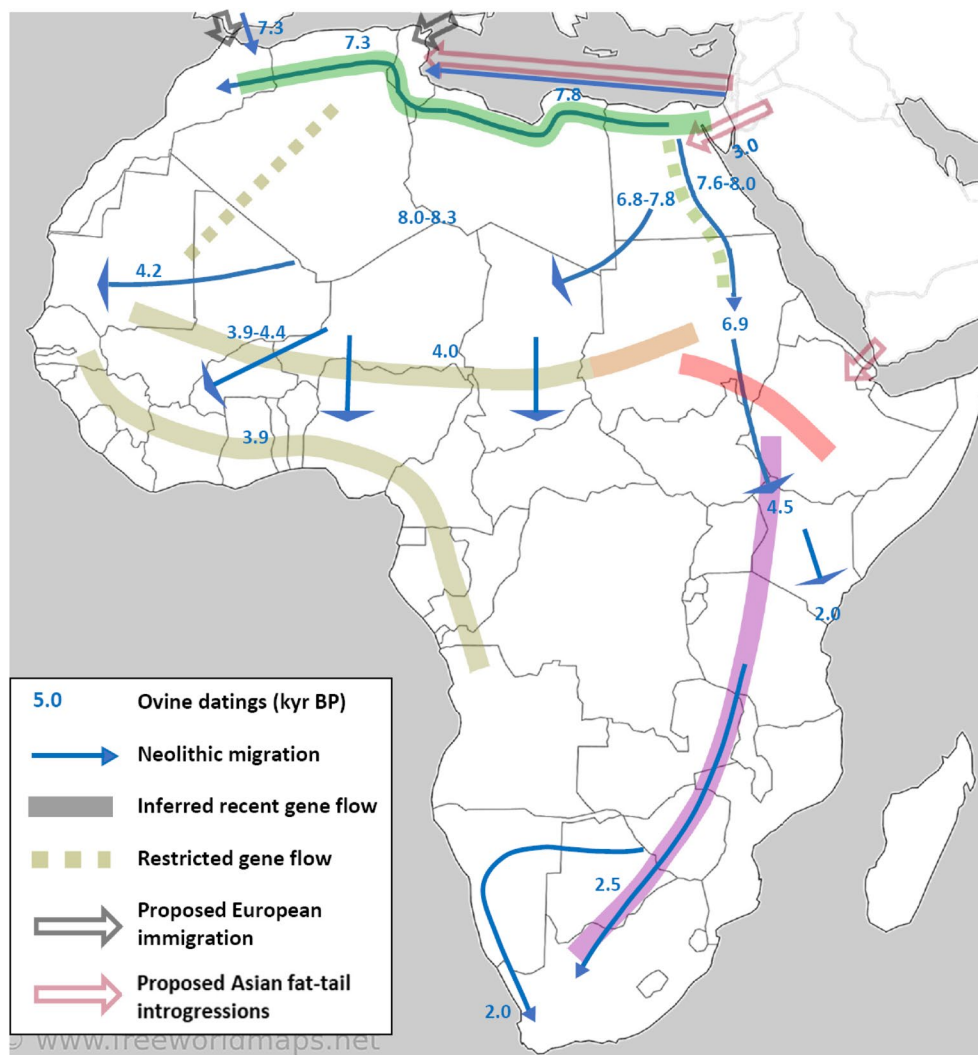 7.3
7.3
7.8
3.0
7.6-8.0
6.8-7.8
8.0-8.3
4.2
6.9
3.9-4.4
4.0
3.9
4.5
2.0
2.5
2.0
5.0 Ovine datings (kyr BP)
Neolithic migration
Inferred recent gene flow
Restricted gene flow
Proposed European
immigration
Proposed Asian fat-tail
introgressions
© www.freeworldmaps.net